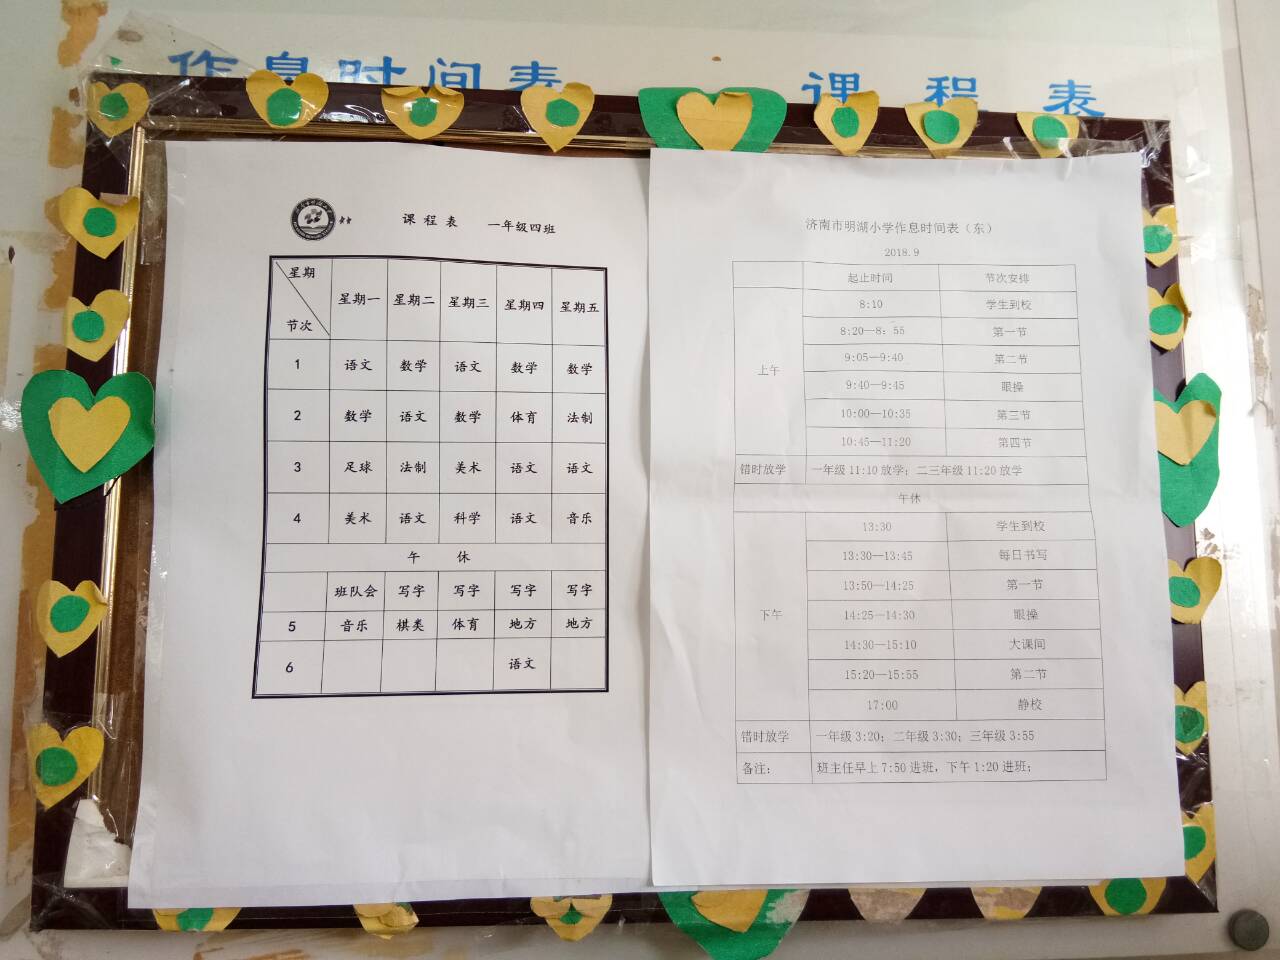 作息时间表
课程表
课程表 一年级四班
星期
节次
星期一 星期二 星期三 星期四 星期五
1 语文 数学 语文 数学 数学
2 数学 语文 数学 体育 法制
3 足球 法制 美术 语文 语文
4 美术 语文 科学 语文 音乐
午 休
班队会 写字 写字 写字 写字
5 音乐 棋类 体育 地方 地方
6 语文
济南市明湖小学作息时间表（东）
2018.9
起止时间 节次安排
上午
8:10 学生到校
8:20—8：55 第一节
9:05—9:40 第二节
9:40—9:45 眼操
10:00—10:35 第三节
10:45—11:20 第四节
错时放学 一年级11:10放学；二三年级11:20放学
午休
下午
13:30 学生到校
13:30—13:45 每日书写
13:50—14:25 第一节
14:25—14:30 眼操
14:30—15:10 大课间
15:20—15:55 第二节
17:00 静校
错时放学 一年级3:20；二年级3:30；三年级3:55
备注： 班主任早上7:50进班，下午1:20进班；